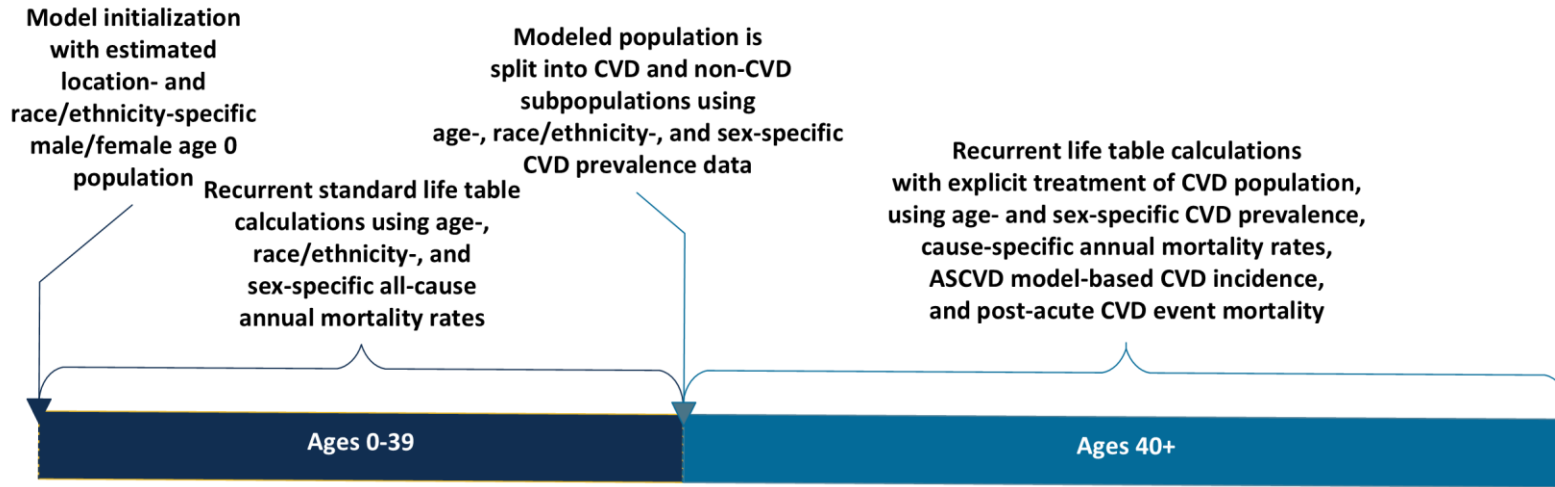 Model initialization
with estimated
location- and
race/ethnicity-specific
male/female age 0
population
Recurrent standard life table
calculations using age-,
race/ethnicity-, and
sex-specific all-cause
annual mortality rates
Modeled population is
split into CVD and non-CVD
subpopulations using
age-, race/ethnicity-, and sex-specific
CVD prevalence data
Recurrent life table calculations
with explicit treatment of CVD population,
using age- and sex-specific CVD prevalence,
cause-specific annual mortality rates,
ASCVD model-based CVD incidence,
and post-acute CVD event mortality
Ages 0-39
Ages 40+